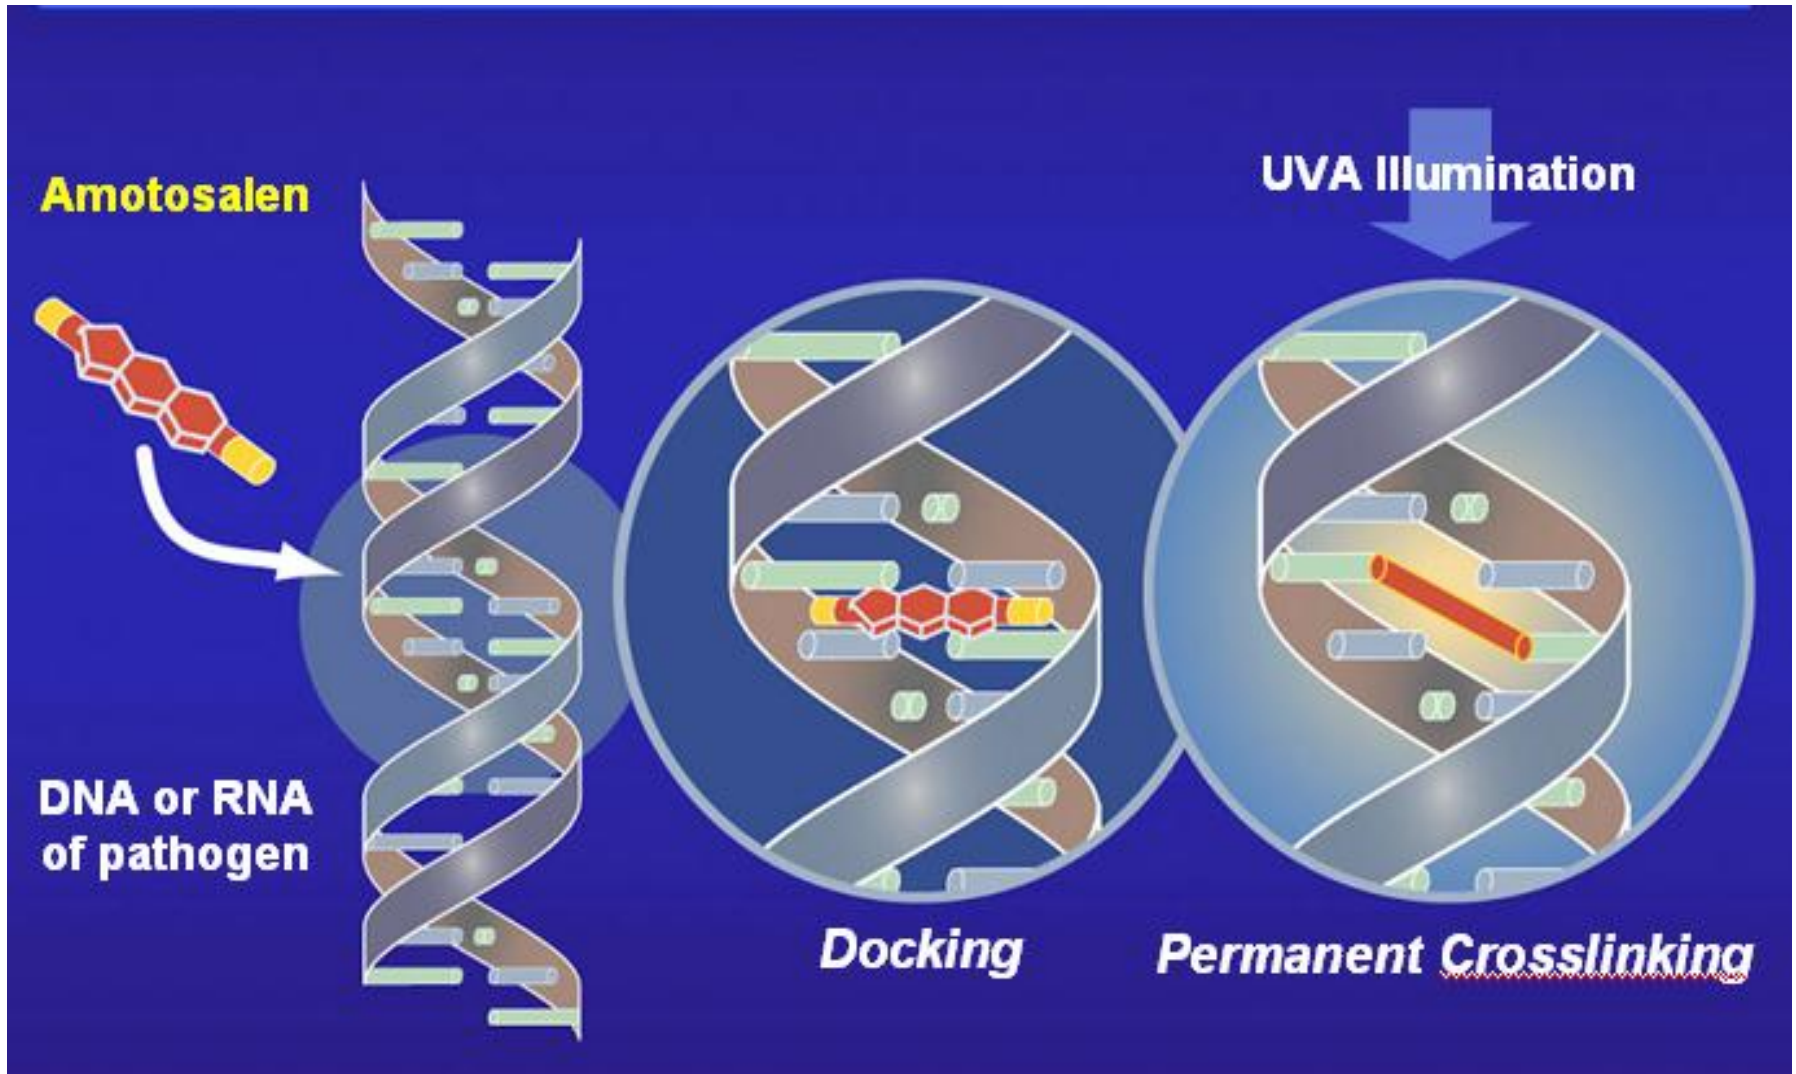 Amotosalen
UVA Illumination
DNA or RNA
of pathogen
Docking
Permanent Crosslinking